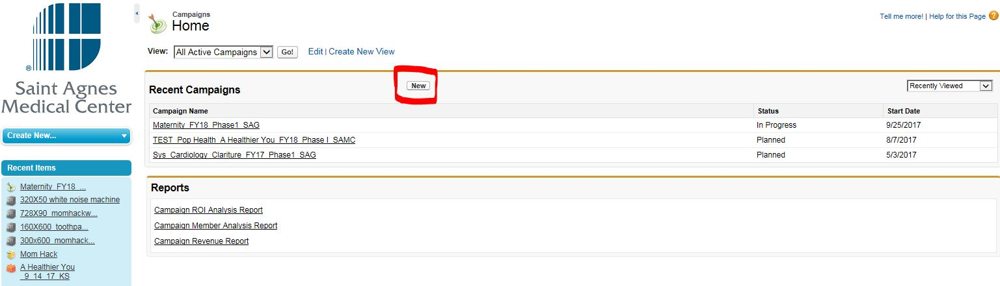 ®
Saint Agnes
Medical Center
Create New...
Recent Items
Maternity_FY18_...
320X50 white noise machine
728X90_momhackw...
160X600_toothpa...
300x600_momhack...
Mom Hack
A Healthier You
_9_14_17_KS
Campaigns
Home
Tell me more! | Help for this Page ?
View: All Active Campaigns Go! Edit | Create New View
Recent Campaigns New Recently Viewed
Campaign Name Status Start Date
Maternity_FY18_Phase1_SAG In Progress 9/25/2017
TEST_Pop Health_A Healthier You_FY18_Phase I_SAMC Planned 8/7/2017
Sys_Cardiology_Clariture_FY17_Phase1_SAG Planned 5/3/2017
Reports
Campaign ROI Analysis Report
Campaign Member Analysis Report
Campaign Revenue Report